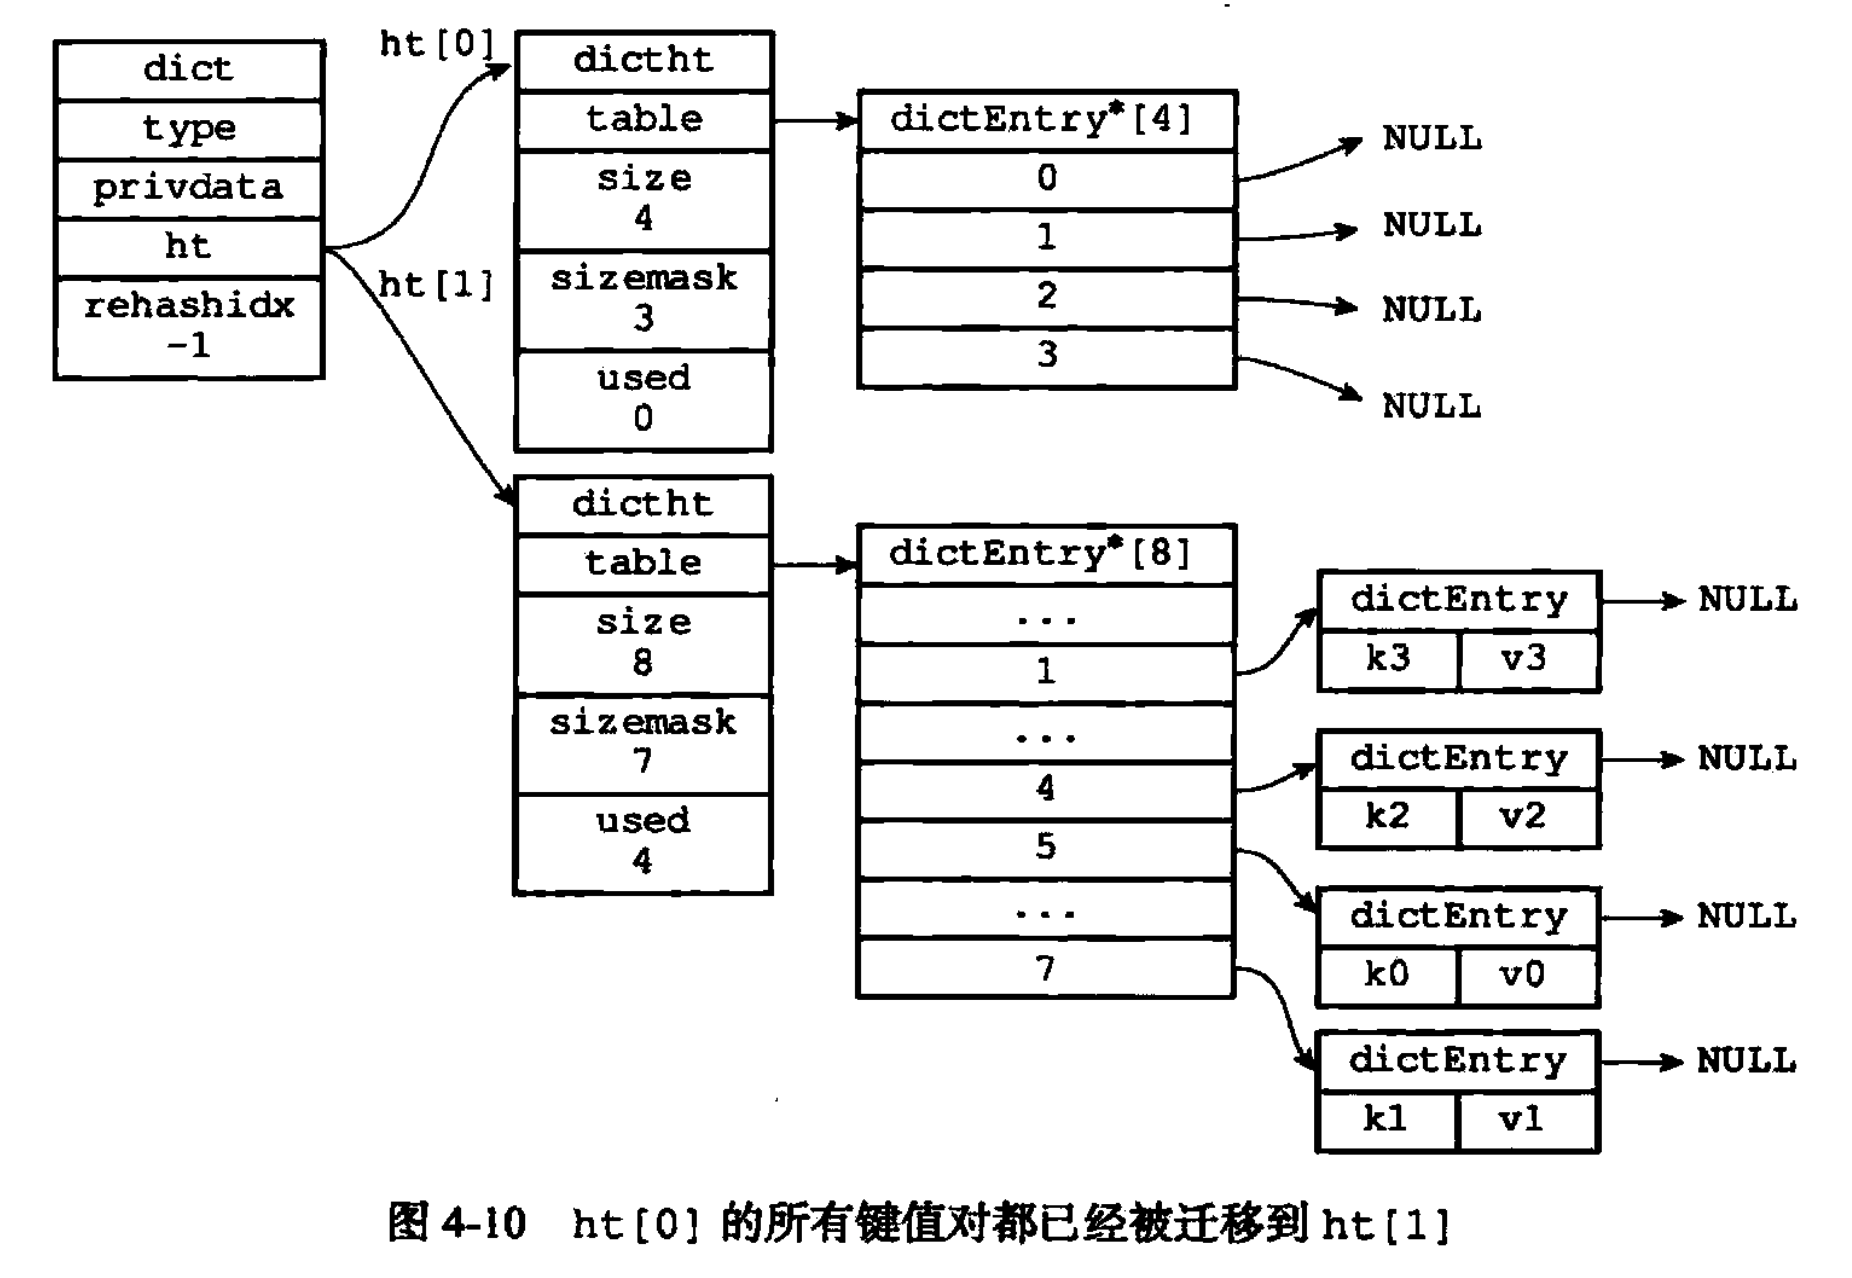 dict
type
privdata
ht
rehashidx
-1
ht[0]
ht[1]
dictht
table
size
4
sizemask
3
used
0
dictEntry*[4]
0
1
2
3
NULL
NULL
NULL
NULL
dictht
table
size
8
sizemask
7
used
4
dictEntry*[8]
...
1
...
4
5
...
7
dictEntry
k3 v3
NULL
dictEntry
k2 v2
NULL
dictEntry
k0 v0
NULL
dictEntry
k1 v1
NULL
图 4-10 ht[0] 的所有键值对都已经被迁移到 ht[1]